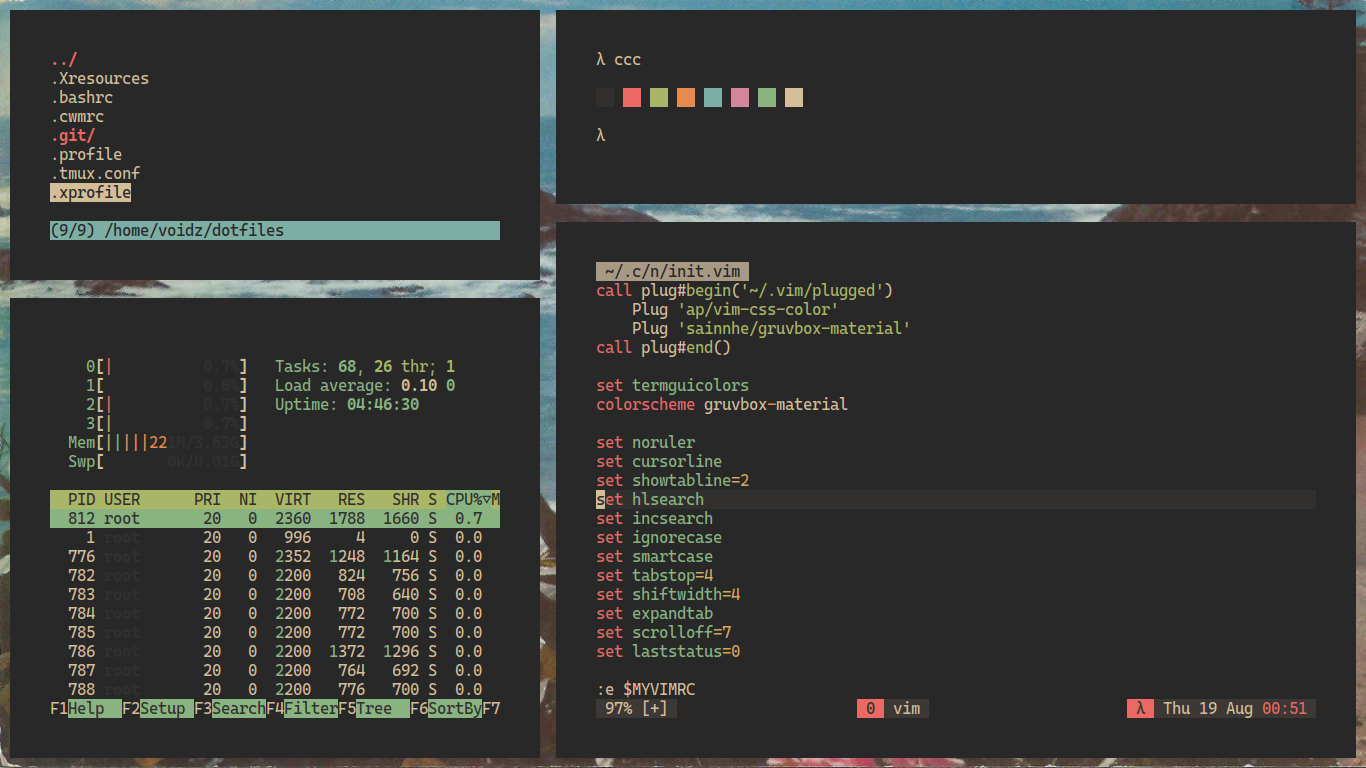 ../
.Xresources
.bashrc
.cwmrc
.git/
.profile
.tmux.conf
.xprofile
(9/9) /home/voidz/dotfiles
λ ccc
λ
0[| 0.7%] Tasks: 68, 26 thr; 1
1[ 0.0%] Load average: 0.10 0
2[| 0.7%] Uptime: 04:46:30
3[| 0.7%]
Mem[|||||221M/3.63G]
Swp[ 0K/4.01G]
PID USER PRI NI VIRT RES SHR S CPU%▽M
812 root 20 0 2360 1788 1660 S 0.7
1 root 20 0 996 4 0 S 0.0
776 root 20 0 2352 1248 1164 S 0.0
782 root 20 0 2200 824 756 S 0.0
783 root 20 0 2200 708 640 S 0.0
784 root 20 0 2200 772 700 S 0.0
785 root 20 0 2200 772 700 S 0.0
786 root 20 0 2200 1372 1296 S 0.0
787 root 20 0 2200 764 692 S 0.0
788 root 20 0 2200 776 700 S 0.0
F1Help F2Setup F3SearchF4FilterF5Tree F6SortByF7
~/.c/n/init.vim
call plug#begin('~/.vim/plugged')
Plug 'ap/vim-css-color'
Plug 'sainnhe/gruvbox-material'
call plug#end()
set termguicolors
colorscheme gruvbox-material
set noruler
set cursorline
set showtabline=2
set hlsearch
set incsearch
set ignorecase
set smartcase
set tabstop=4
set shiftwidth=4
set expandtab
set scrolloff=7
set laststatus=0
:e $MYVIMRC
97% [+] 0 vim λ Thu 19 Aug 00:51